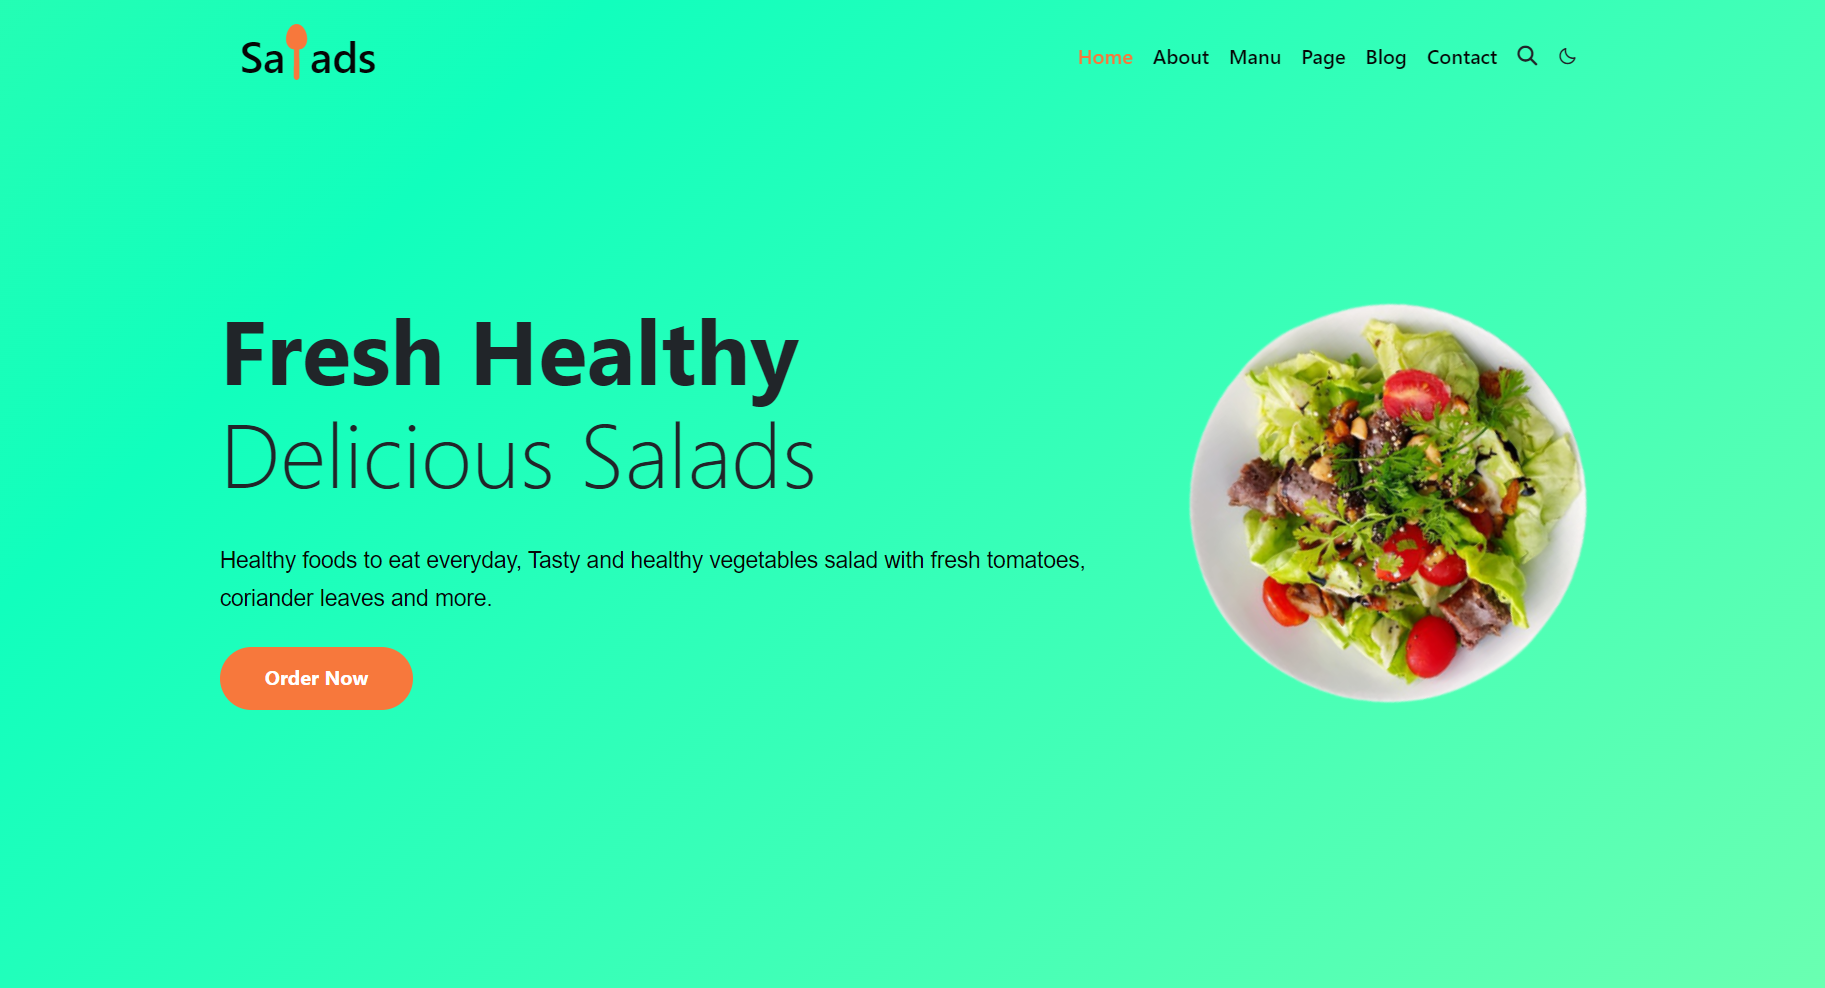 Salads
Home About Manu Page Blog Contact
Fresh Healthy
Delicious Salads
Healthy foods to eat everyday, Tasty and healthy vegetables salad with fresh tomatoes,
coriander leaves and more.
Order Now